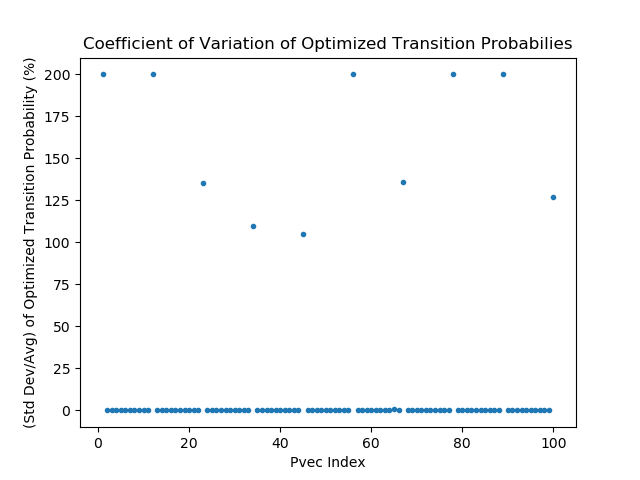 Coefficient of Variation of Optimized Transition Probabilies
(Std Dev/Avg) of Optimized Transition Probability (%)
200
175
150
125
100
75
50
25
0
0 20 40 60 80 100
Pvec Index